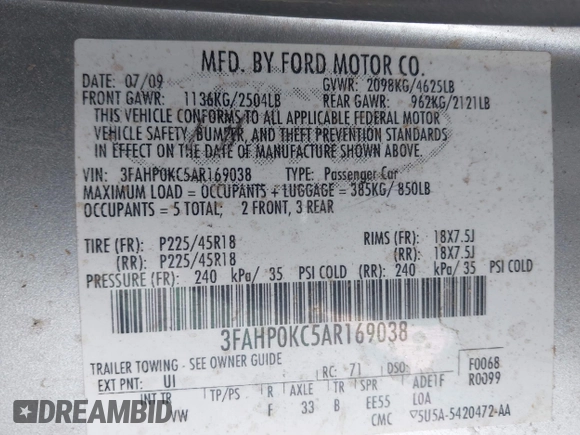 MFD. BY FORD MOTOR CO.
DATE: 07/09 GVWR: 2098KG/4625LB
FRONT GAWR: 1136KG/2504LB REAR GAWR: 962KG/2121LB
THIS VEHICLE CONFORMS TO ALL APPLICABLE FEDERAL MOTOR
VEHICLE SAFETY, BUMPER, AND THEFT PREVENTION STANDARDS
IN EFFECT ON THE DATE OF MANUFACTURE SHOWN ABOVE.
VIN: 3FAHP0KC5AR169038 TYPE: Passenger Car
MAXIMUM LOAD = OCCUPANTS + LUGGAGE = 385KG/ 850LB
OCCUPANTS = 5 TOTAL; 2 FRONT, 3 REAR
TIRE (FR): P225/45R18 RIMS (FR): 18X7.5J
(RR): P225/45R18 (RR): 18X7.5J
PRESSURE (FR): 240 kPa/ 35 PSI COLD (RR): 240 kPa/ 35 PSI COLD
3FAHP0KC5AR169038
TRAILER TOWING - SEE OWNER GUIDE
EXT PNT: UI RC: 71 DSO: F0068
R0099
INT TR TP/PS R AXLE TR SPR ADE1F
VW F 33 B EE55 LOA
CMC 5U5A-5420472-AA
DEALERS CARS
AUCTION HISTORY